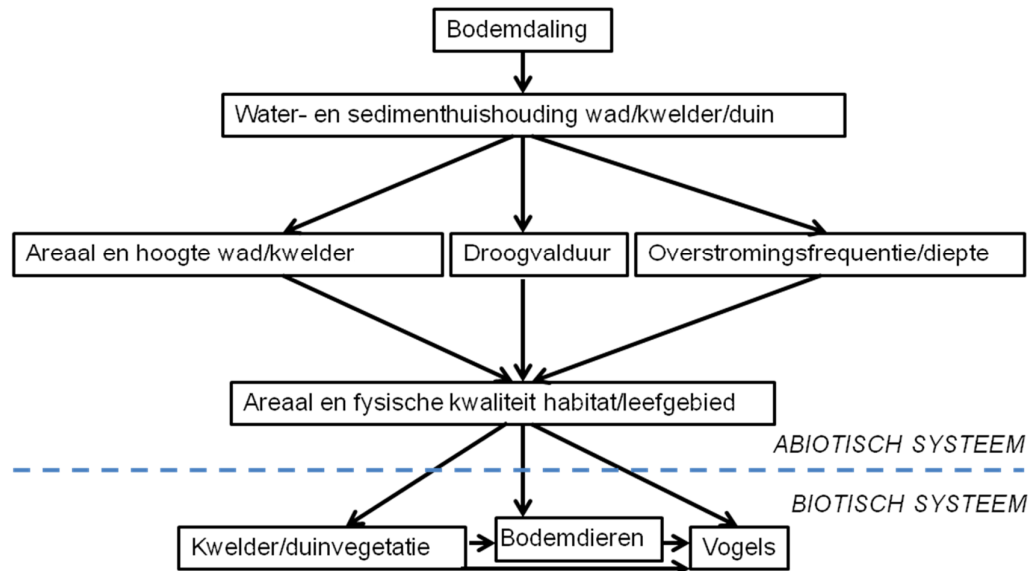 Bodemdaling
Water- en sedimenthuishouding wad/kwelder/duin
Areaal en hoogte wad/kwelder
Droogvalduur
Overstromingsfrequentie/diepte
Areaal en fysische kwaliteit habitat/leefgebied
ABIOTISCH SYSTEEM
BIOTISCH SYSTEEM
Kwelder/duinvegetatie
Bodemdieren
Vogels